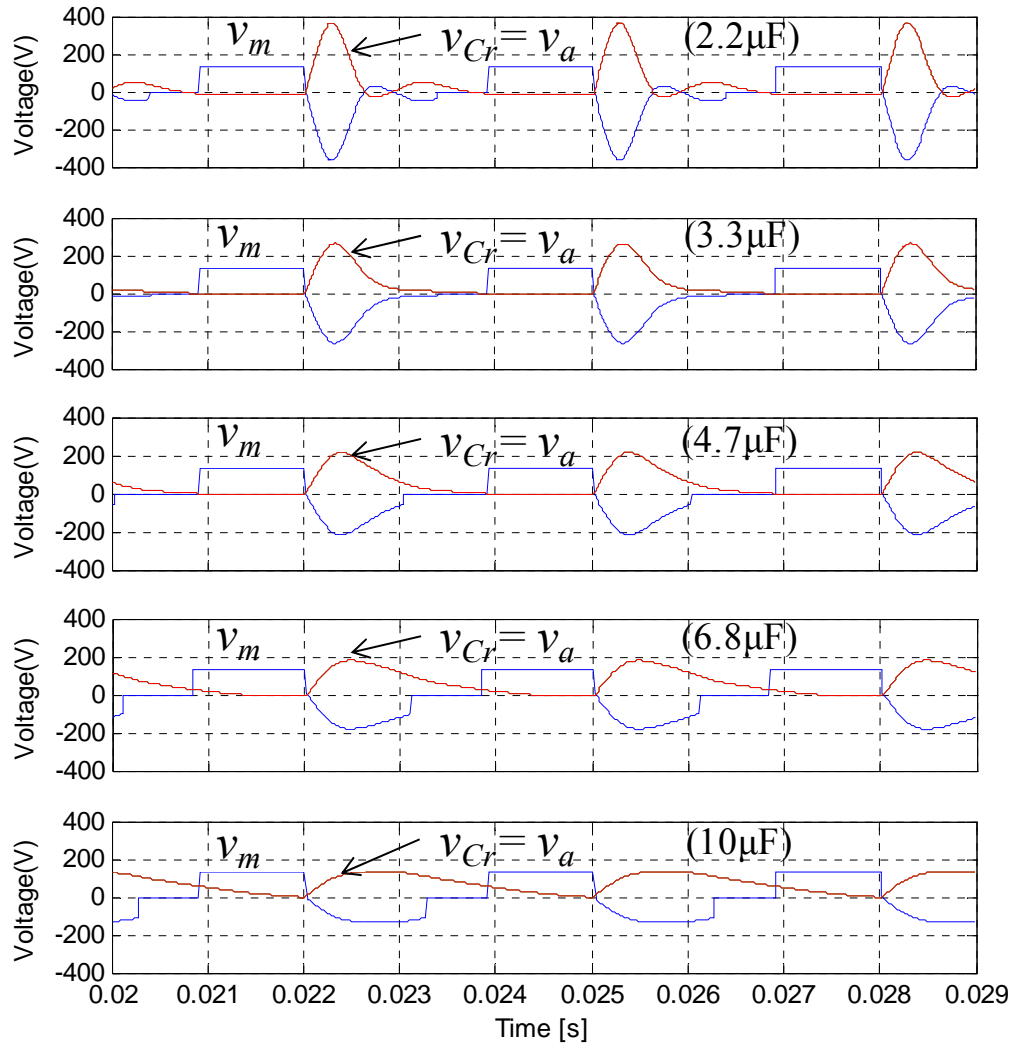 400
200
0
-200
-400
Voltage(V)
v_m
v_Cr = v_a
(2.2µF)
400
200
0
-200
-400
Voltage(V)
v_m
v_Cr = v_a
(3.3µF)
400
200
0
-200
-400
Voltage(V)
v_m
v_Cr = v_a
(4.7µF)
400
200
0
-200
-400
Voltage(V)
v_m
v_Cr = v_a
(6.8µF)
400
200
0
-200
-400
Voltage(V)
v_m
v_Cr = v_a
(10µF)
0.02 0.021 0.022 0.023 0.024 0.025 0.026 0.027 0.028 0.029
Time [s]